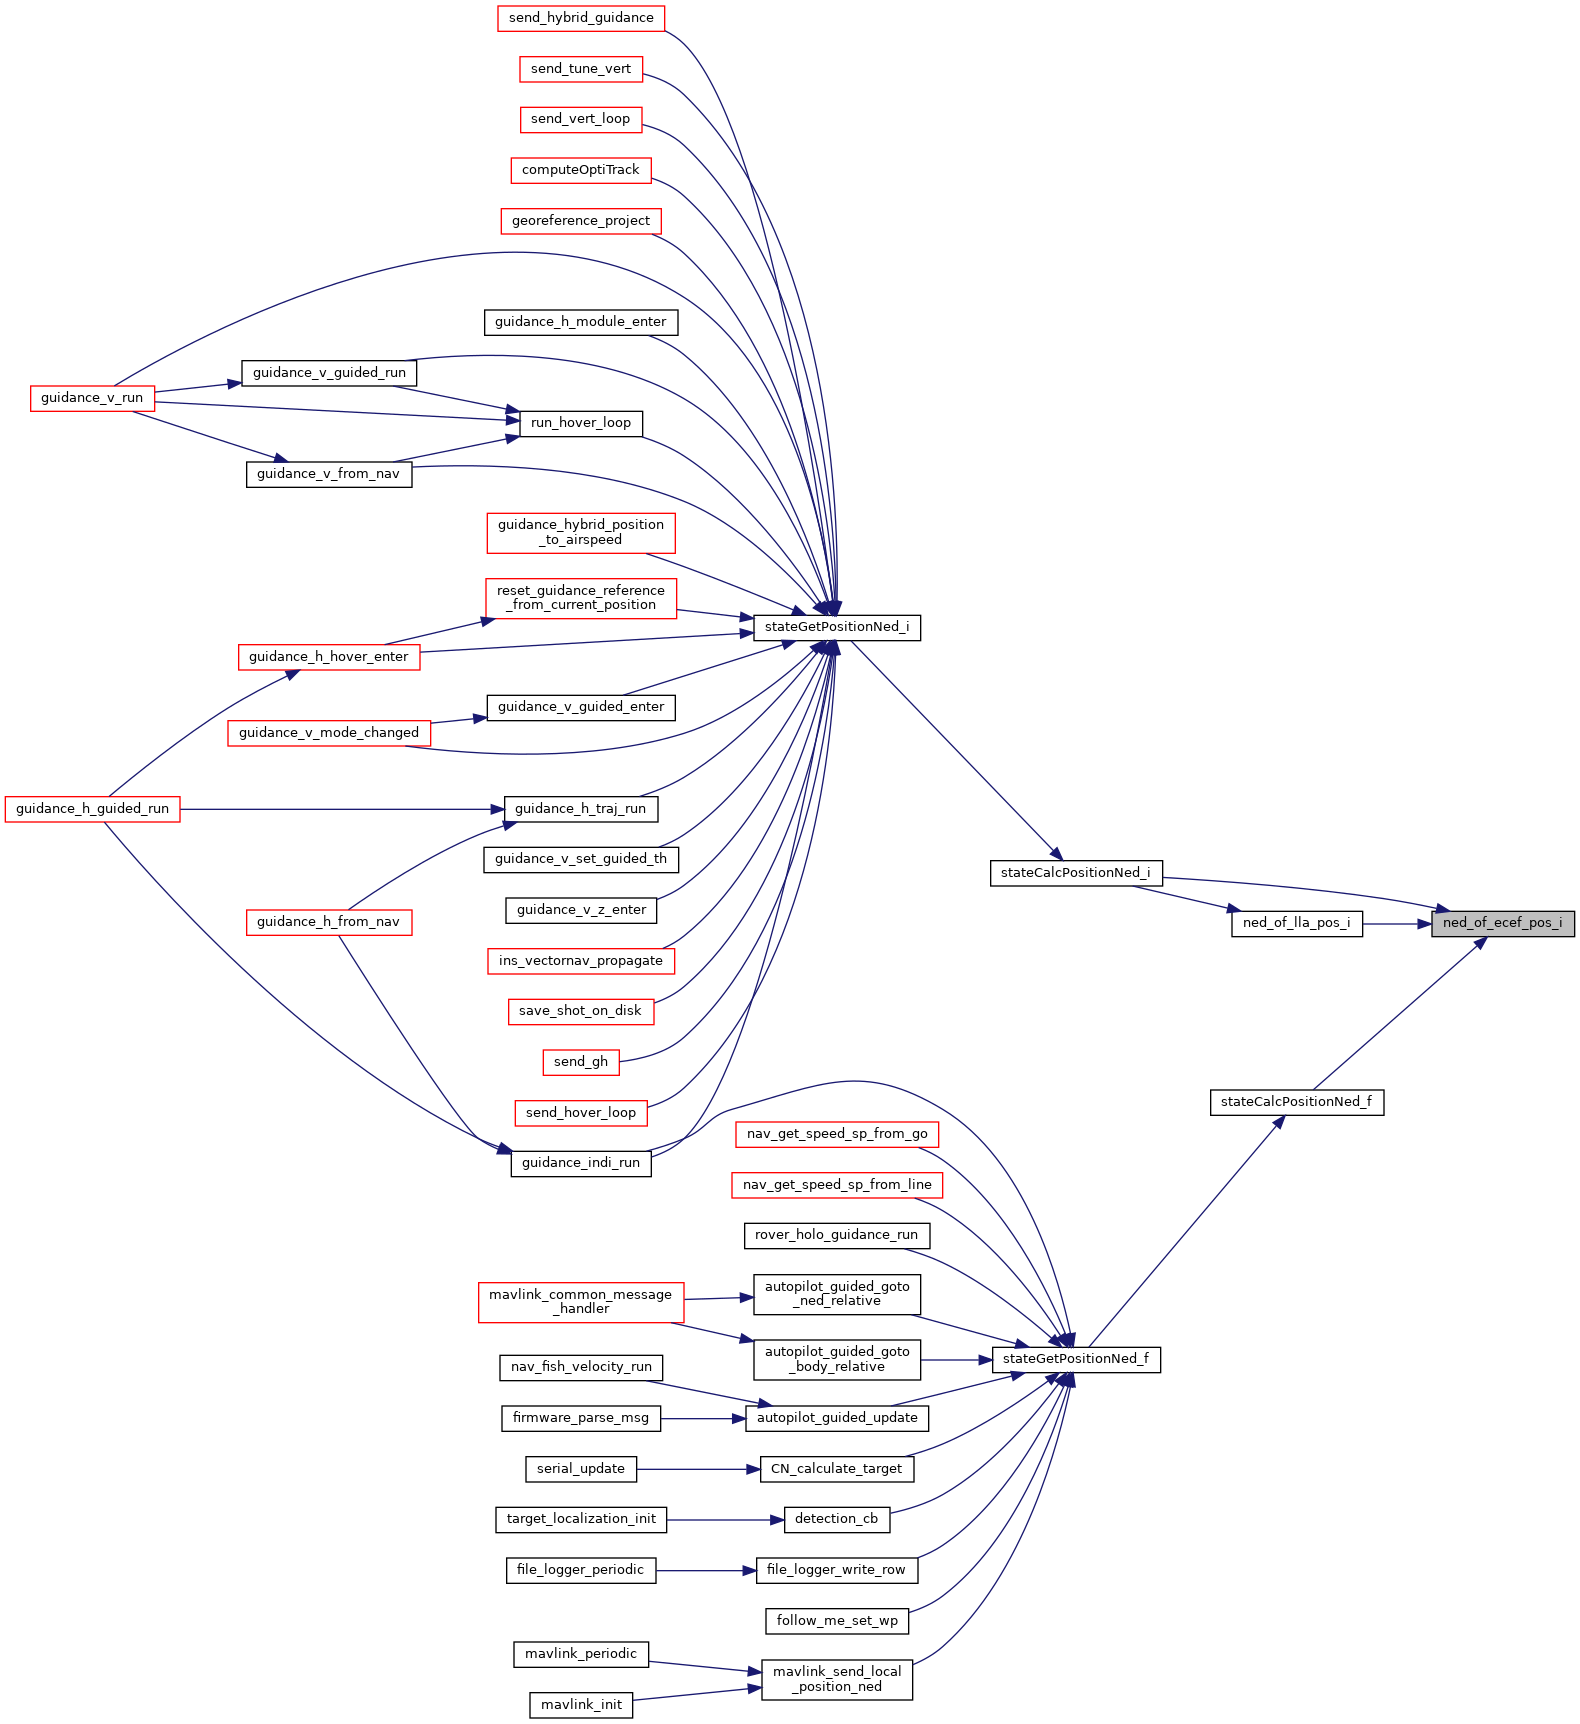 send_hybrid_guidance
send_tune_vert
send_vert_loop
computeOptiTrack
georeference_project
guidance_h_module_enter
guidance_v_guided_run
guidance_v_run
run_hover_loop
guidance_v_from_nav
guidance_hybrid_position
_to_airspeed
reset_guidance_reference
_from_current_position
stateGetPositionNed_i
guidance_h_hover_enter
guidance_v_guided_enter
guidance_v_mode_changed
guidance_h_guided_run
guidance_h_traj_run
guidance_v_set_guided_th
stateCalcPositionNed_i
guidance_v_z_enter
guidance_h_from_nav
ned_of_lla_pos_i
ned_of_ecef_pos_i
ins_vectornav_propagate
save_shot_on_disk
send_gh
stateCalcPositionNed_f
send_hover_loop
nav_get_speed_sp_from_go
guidance_indi_run
nav_get_speed_sp_from_line
rover_holo_guidance_run
autopilot_guided_goto
_ned_relative
mavlink_common_message
_handler
autopilot_guided_goto
_body_relative
stateGetPositionNed_f
nav_fish_velocity_run
autopilot_guided_update
firmware_parse_msg
CN_calculate_target
serial_update
detection_cb
target_localization_init
file_logger_write_row
file_logger_periodic
follow_me_set_wp
mavlink_periodic
mavlink_send_local
_position_ned
mavlink_init